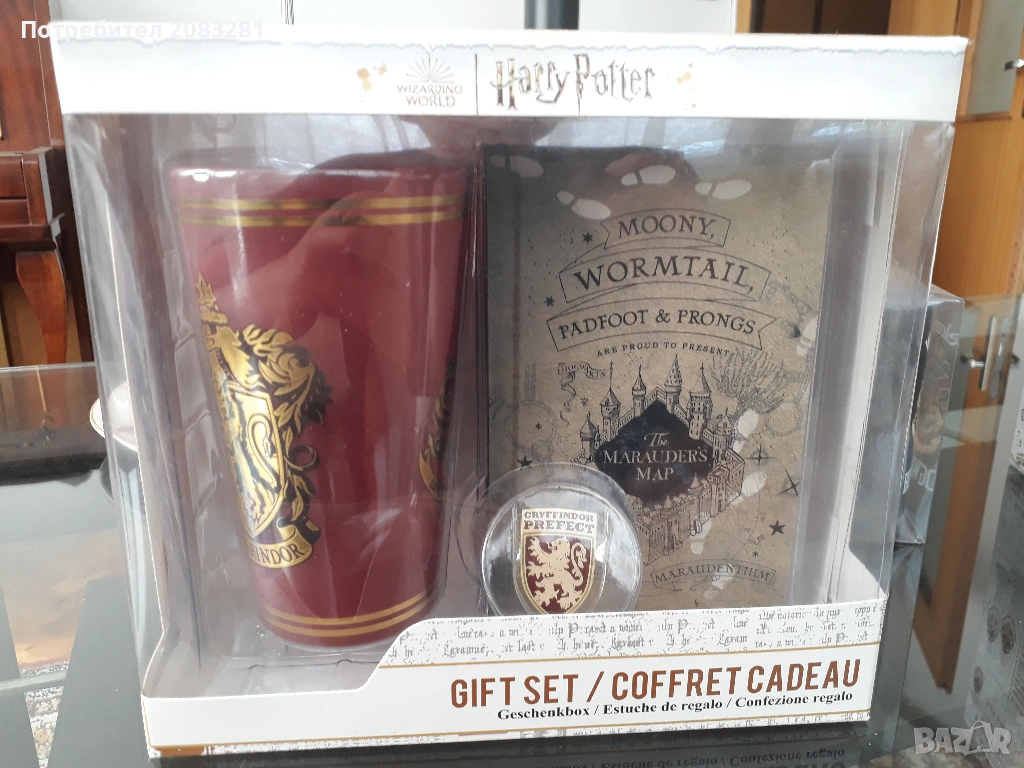 Потребител 2083281
WIZARDING
WORLD
Harry Potter
MOONY,
WORMTAIL,
PADFOOT & PRONGS
ARE PROUD TO PRESENT
HOGWARTS
The
MARAUDER'S
MAP
GRYFFINDOR
PREFECT
MARAUDENTIUM
GIFT SET / COFFRET CADEAU
Geschenkbox / Estuche de regalo / Confezione regalo
BAZAR